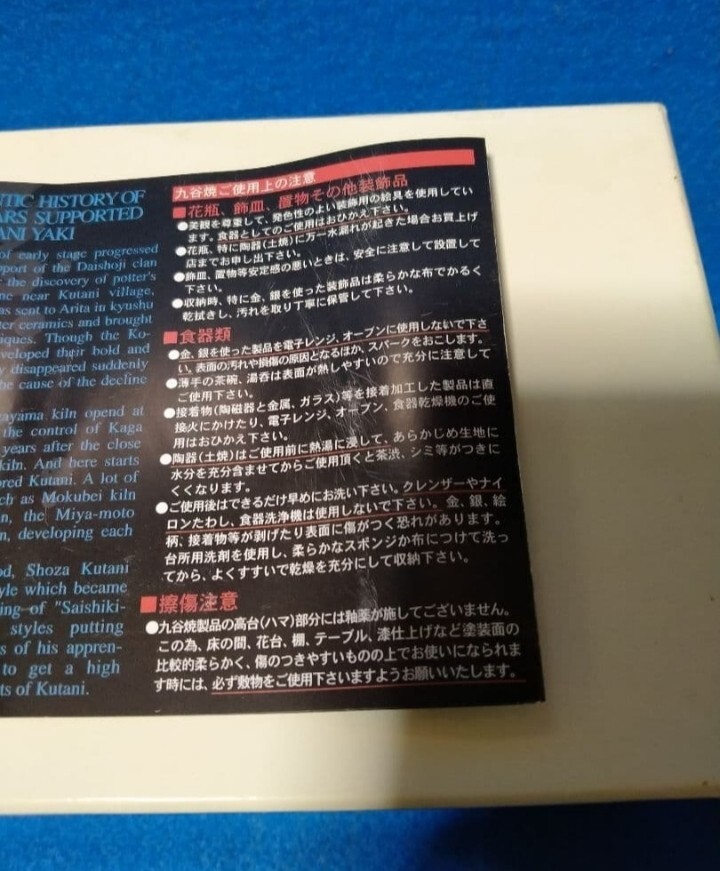 NTIC HISTORY OF
ARS SUPPORTED
ANI YAKI
of early stage progressed
pport of the Daishoji clan
the discovery of potter's
ne near Kutani village,
as sent to Arita in kyushu
ter ceramics and brought
iques. Though the Ko-
veloped their bold and
y disappeared suddenly
the cause of the decline
ayama kiln opend at
the control of Kaga
years after the close
kiln. And here starts
ored Kutani. A lot of
ch as Mokubei kiln
n, the Miya-moto
n, developing each
od, Shoza Kutani
yle which became
ing of "Saishiki-
styles putting
s of his appren-
to get a high
ts of Kutani.
九谷焼ご使用上の注意
■花瓶、飾皿、置物その他装飾品
●美観を尊重して、発色性のよい装飾用の絵具を使用してい
ます。食器としてのご使用はおひかえ下さい。
●花瓶、特に陶器(土焼)に万一水漏れが起きた場合お買上げ
店までお申し出下さい。
●飾皿、置物等安定感の悪いときは、安全に注意して設置して
下さい。
●収納時、特に金、銀を使った装飾品は柔らかな布でかるく
乾拭きし、汚れを取り丁寧に保管して下さい。
■食器類
●金、銀を使った製品を電子レンジ、オーブンに使用しないで下さ
い。表面の汚れや損傷の原因となるほか、スパークをおこします。
●薄手の茶碗、湯呑は表面が熱しやすいので充分に注意して
ご使用下さい。
●接着物(陶磁器と金属、ガラス)等を接着加工した製品は直
接火にかけたり、電子レンジ、オーブン、食器乾燥機のご使
用はおひかえ下さい。
●陶器(土焼)はご使用前に熱湯に浸して、あらかじめ生地に
水分を充分含ませてからご使用頂くと茶渋、シミ等がつきに
くくなります。
●ご使用後はできるだけ早めにお洗い下さい。クレンザーやナイ
ロンたわし、食器洗浄機は使用しないで下さい。金、銀、絵
柄、接着物等が剥げたり表面に傷がつく恐れがあります。
台所用洗剤を使用し、柔らかなスポンジか布につけて洗っ
てから、よくすすいで乾燥を充分にして収納下さい。
■擦傷注意
●九谷焼製品の高台(ハマ)部分には釉薬が施してございません。
この為、床の間、花台、棚、テーブル、漆仕上げなど塗装面の
比較的柔らかく、傷のつきやすいものの上でお使いになられま
す時には、必ず敷物をご使用下さいますようお願いいたします。